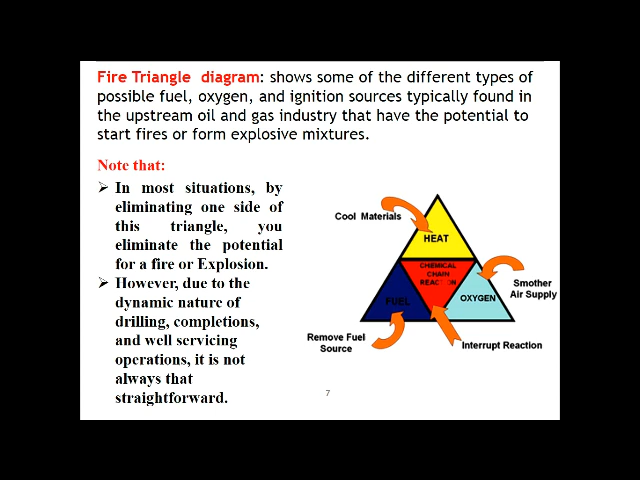 Fire Triangle diagram: shows some of the different types of
possible fuel, oxygen, and ignition sources typically found in
the upstream oil and gas industry that have the potential to
start fires or form explosive mixtures.
Note that:
➢ In most situations, by
eliminating one side of
this triangle, you
eliminate the potential
for a fire or Explosion.
➢ However, due to the
dynamic nature of
drilling, completions,
and well servicing
operations, it is not
always that
straightforward.
Cool Materials
HEAT
CHEMICAL
CHAIN
REACTION
FUEL
OXYGEN
Smother
Air Supply
Remove Fuel
Source
Interrupt Reaction
7